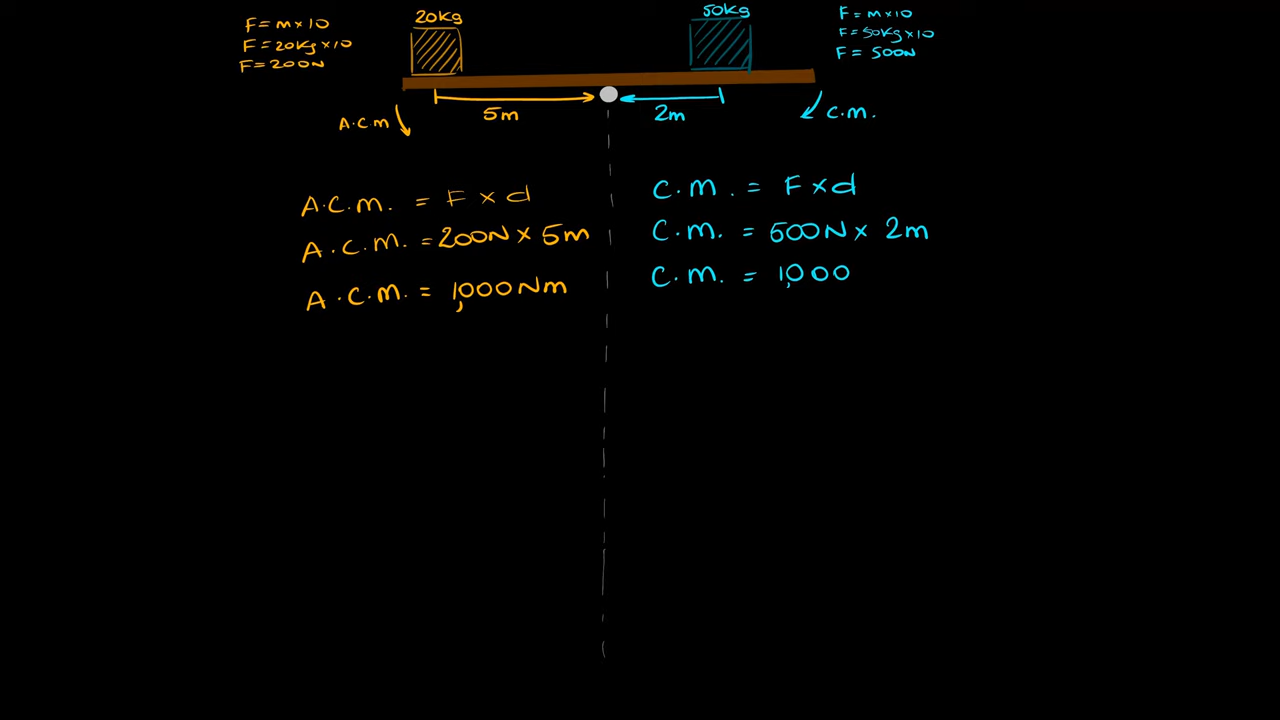 F = m x 10
F = 20Kg x 10
F = 200N
20Kg
50Kg
F = m x 10
F = 50Kg x 10
F = 500N
A.C.M
5m
2m
C.M.
A.C.M. = F x d
A.C.M. = 200N x 5m
A.C.M. = 1,000Nm
C.M. = F x d
C.M. = 500N x 2m
C.M. = 1,000